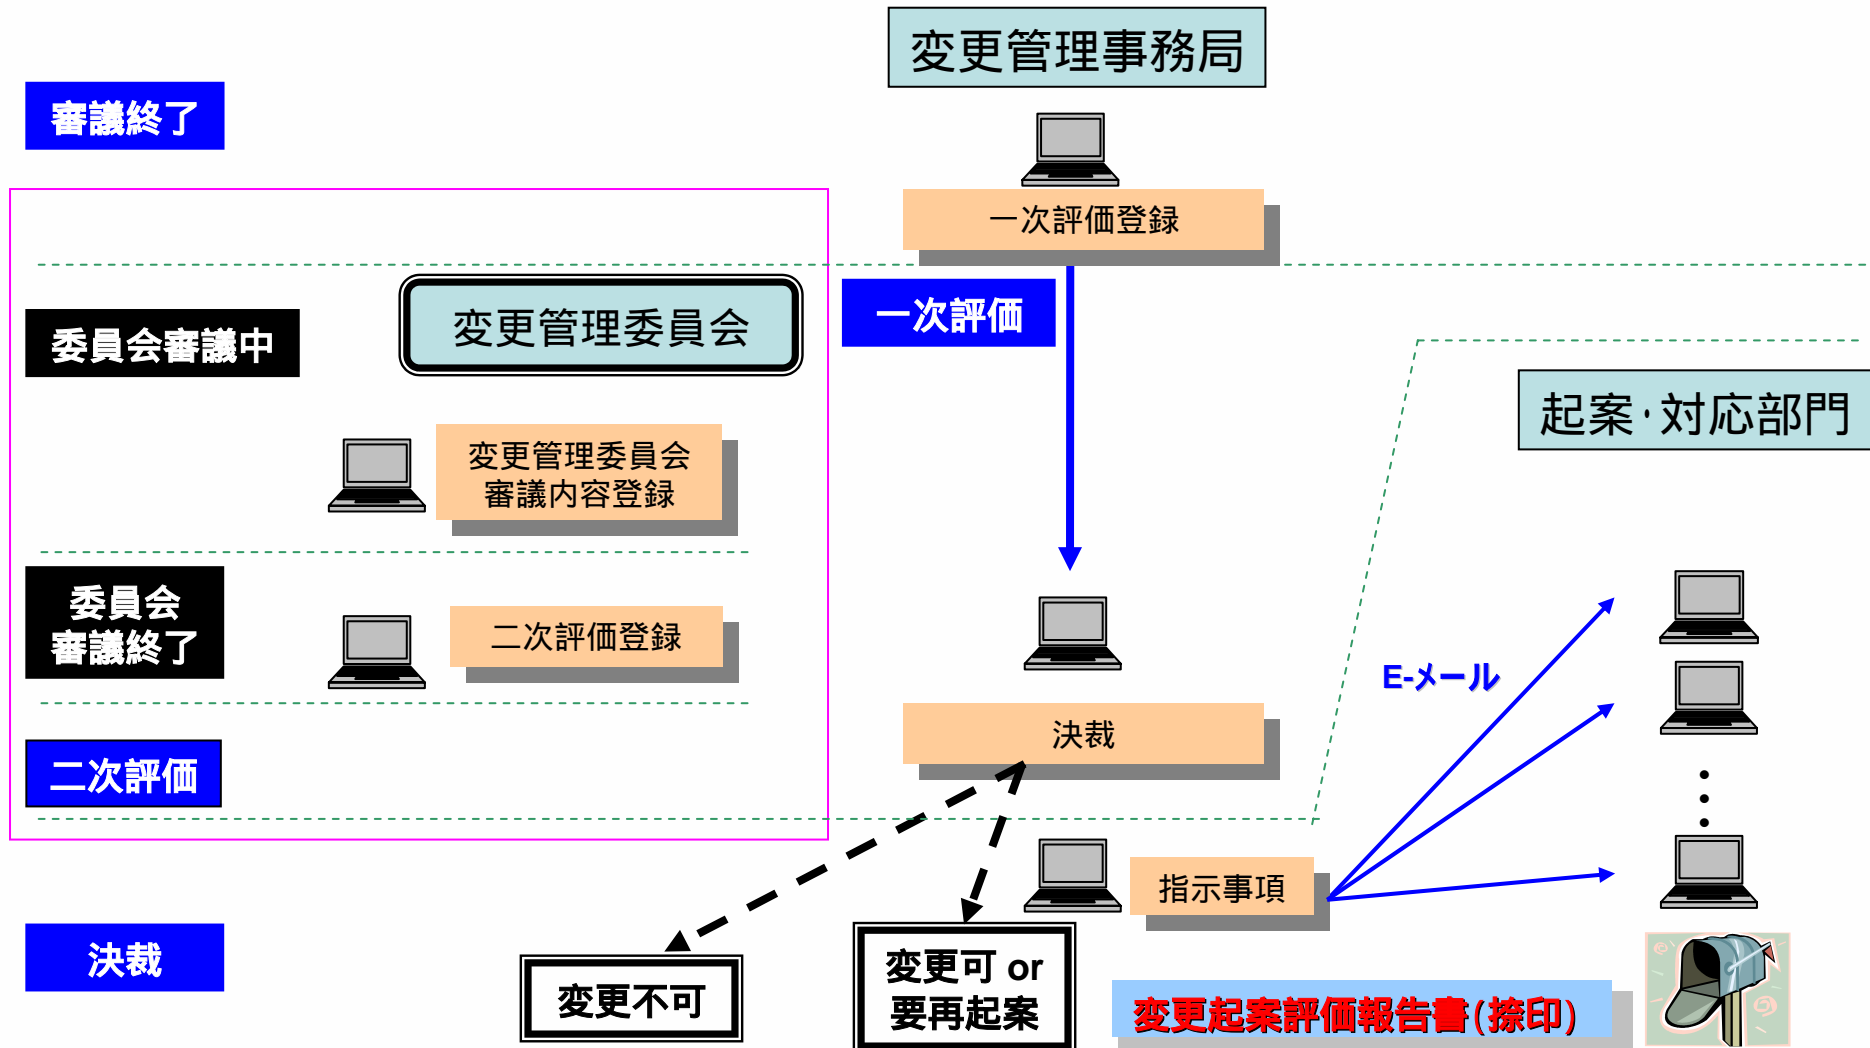 変更管理事務局
審議終了
一次評価登録
変更管理委員会
一次評価
委員会審議中
起案･対応部門
変更管理委員会
審議内容登録
委員会
審議終了
二次評価登録
E-メール
決裁
二次評価
指示事項
決裁
変更不可
変更可 or
要再起案
変更起案評価報告書(捺印)